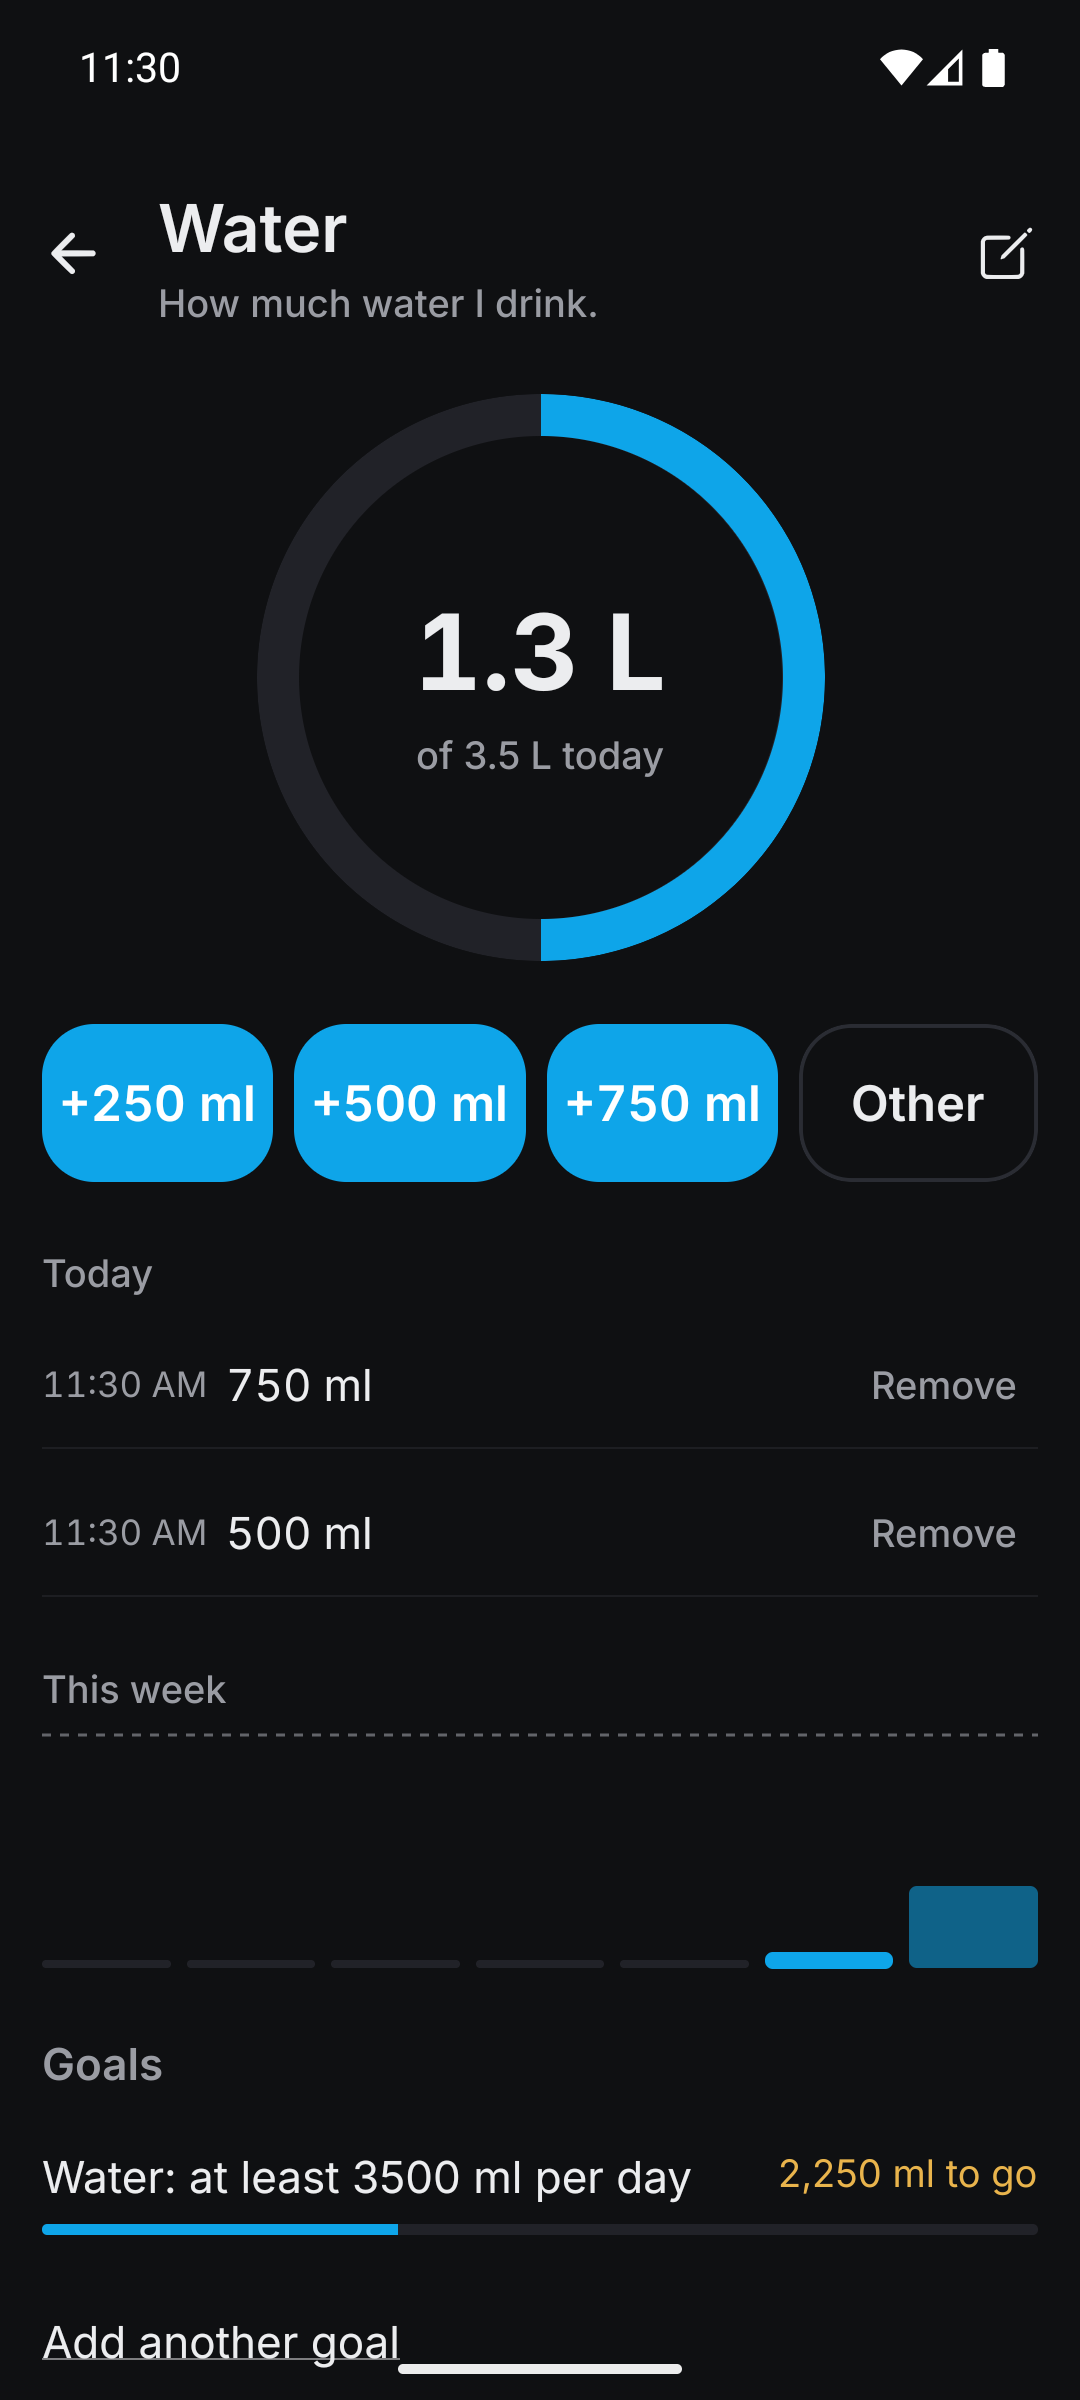 11:30
Water
How much water I drink.
1.3 L
of 3.5 L today
+250 ml +500 ml +750 ml Other
Today
11:30 AM 750 ml Remove
11:30 AM 500 ml Remove
This week
Goals
Water: at least 3500 ml per day 2,250 ml to go
Add another goal